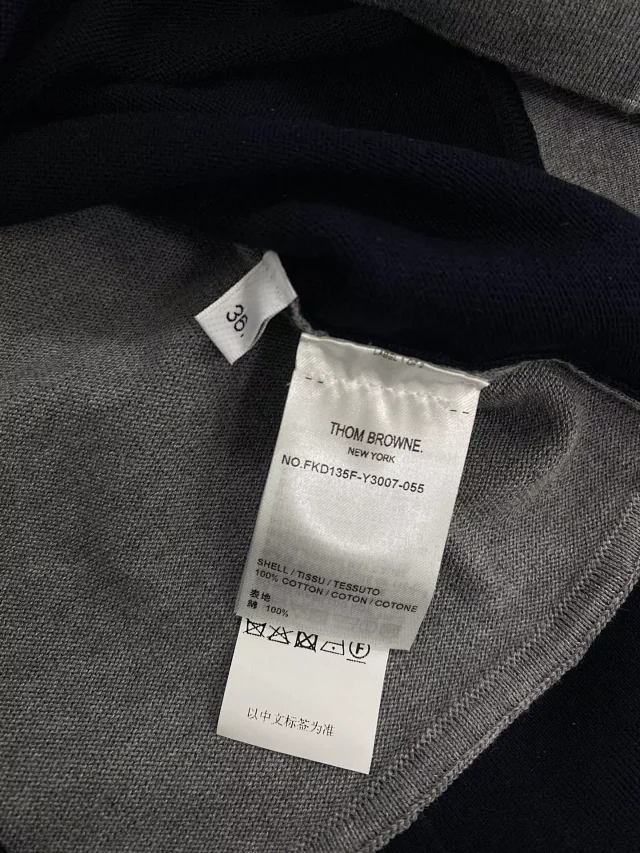 36.
THOM BROWNE.
NEW YORK
NO.FKD135F-Y3007-055
SHELL / TISSU / TESSUTO
100% COTTON / COTON / COTONE
表地
綿 100%
F
以中文标签为准